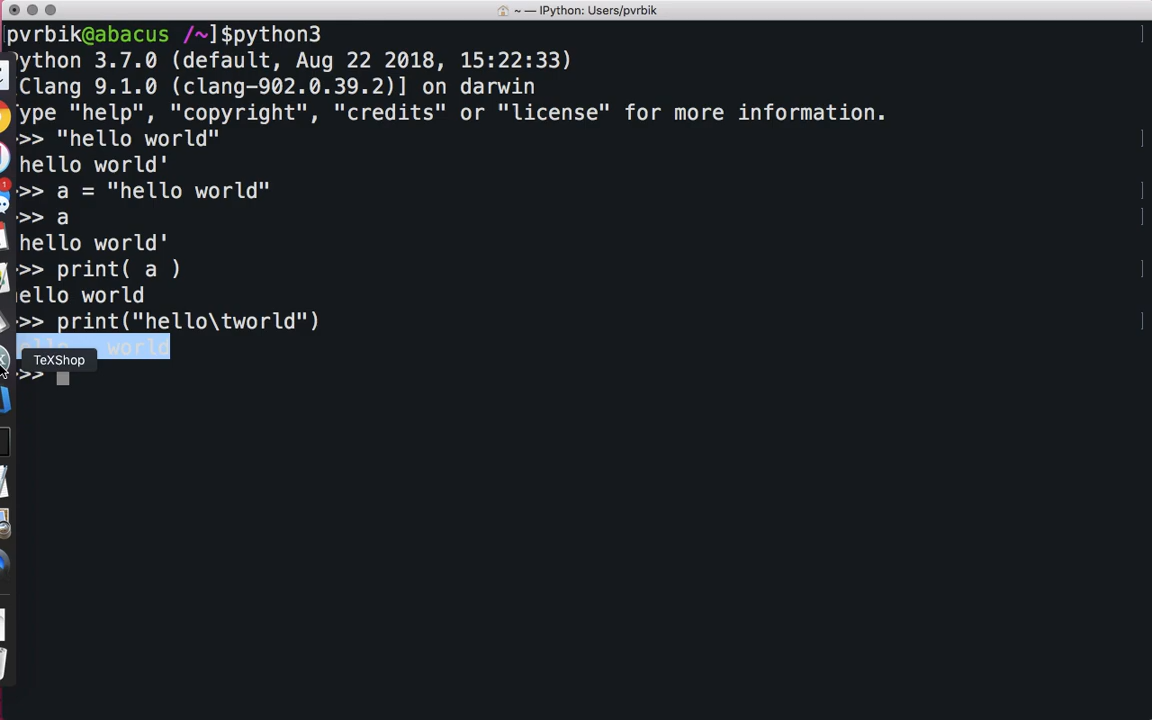 ~ — IPython: Users/pvrbik
[pvrbik@abacus /~]$python3 ]
ython 3.7.0 (default, Aug 22 2018, 15:22:33)
Clang 9.1.0 (clang-902.0.39.2)] on darwin
ype "help", "copyright", "credits" or "license" for more information.
>> "hello world" ]
hello world'
>> a = "hello world" ]
>> a ]
hello world'
>> print( a ) ]
ello world
>> print("hello\tworld") ]
world
TeXShop
>>